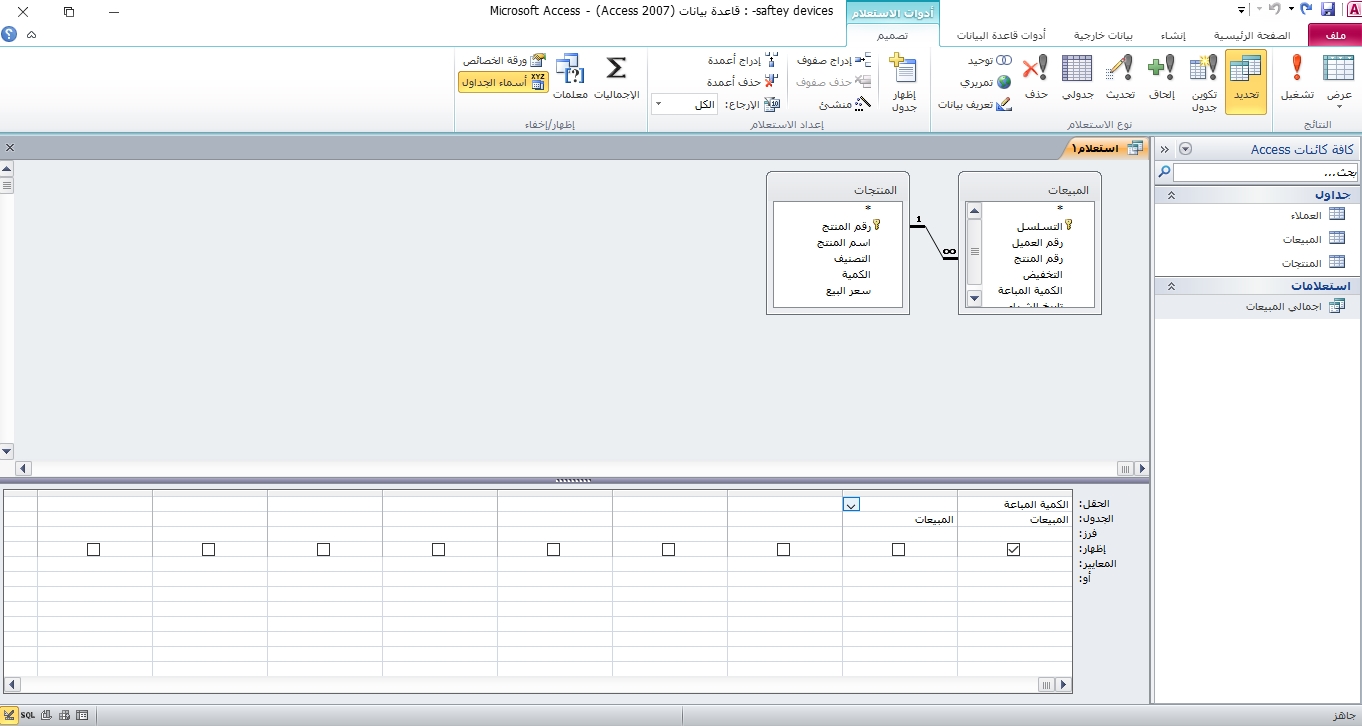 saftey devices- : قاعدة بيانات (Access 2007) - Microsoft Access
أدوات الاستعلام
ملف
الصفحة الرئيسية
إنشاء
بيانات خارجية
أدوات قاعدة البيانات
تصميم
عرض
تشغيل
النتائج
تحديد
تكوين جدول
إلحاق
تحديث
جدولي
حذف
توحيد
تمريري
تعريف بيانات
نوع الاستعلام
إظهار جدول
إدراج صفوف
حذف صفوف
منشئ
إدراج أعمدة
حذف أعمدة
الإرجاع: الكل
إعداد الاستعلام
الإجماليات
معلمات
ورقة الخصائص
أسماء الجداول
إظهار/إخفاء
كافة كائنات Access
بحث...
جداول
العملاء
المبيعات
المنتجات
استعلامات
اجمالي المبيعات
استعلام١
المبيعات
*
التسلسل
رقم العميل
رقم المنتج
التخفيض
الكمية المباعة
تاريخ الشراء
1
∞
المنتجات
*
رقم المنتج
اسم المنتج
التصنيف
الكمية
سعر البيع
الحقل: الكمية المباعة
الجدول: المبيعات المبيعات
فرز:
إظهار:
المعايير:
أو:
جاهز
SQL